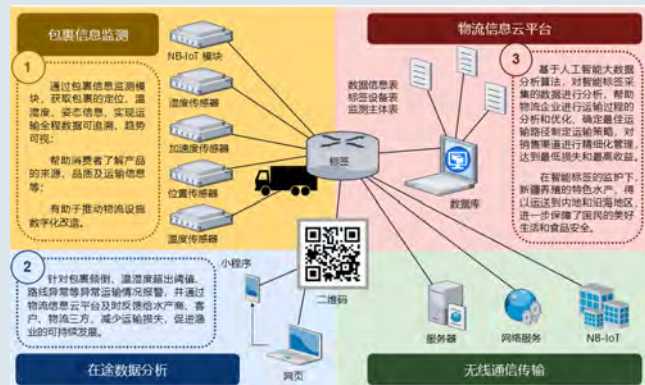 包裹信息监测
1
通过包裹信息监测模
块，获取包裹的定位、温
湿度、姿态信息、实现运
输全程数据可追溯、趋势
可视；
帮助消费者了解产品
的来源、品质及运输信息
等；
有助于推动物流设施
数字化改造。
NB-IoT 模块
湿度传感器
加速度传感器
位置传感器
温度传感器
标签
物流信息云平台
3
数据信息表
标签设备表
监测主体表
数据库
基于人工智能大数据
分析算法，对智能标签采
集的数据进行分析，帮助
物流企业进行运输过程的
分析和优化，确定最佳运
输路径制定运输策略，对
销售渠道进行精细化管理，
达到最低损失和最高收益。
在智能标签的监护下，
新疆养殖的特色水产，得
以运送到内地和沿海地区，
进一步保障了国民的美好
生活和食品安全。
2
针对包裹倾倒、温湿度超出阈值、
路线异常等异常运输情况报警，并通过
物流信息云平台及时反馈给水产商、客
户、物流三方，减少运输损失，促进渔
业的可持续发展。
小程序
二维码
网页
在途数据分析
服务器
网络服务
NB-IoT
无线通信传输